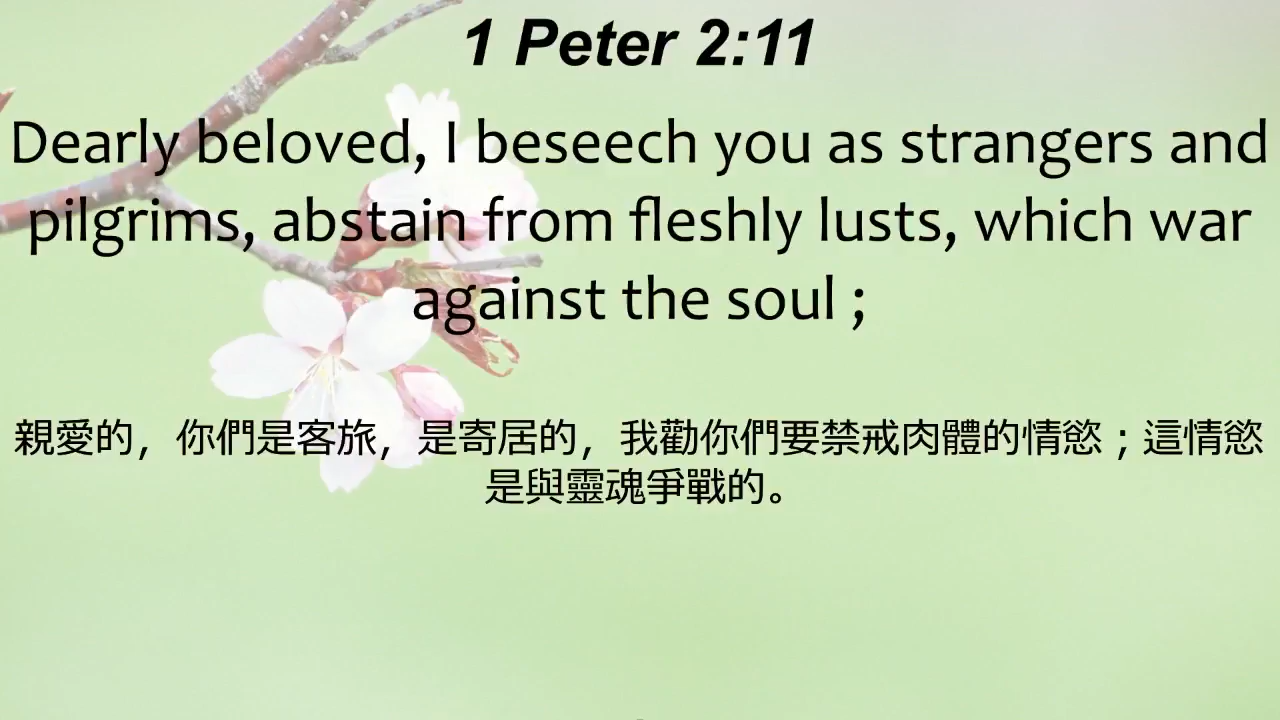 1 Peter 2:11
Dearly beloved, I beseech you as strangers and
pilgrims, abstain from fleshly lusts, which war
against the soul ;
親愛的，你們是客旅，是寄居的，我勸你們要禁戒肉體的情慾；這情慾
是與靈魂爭戰的。